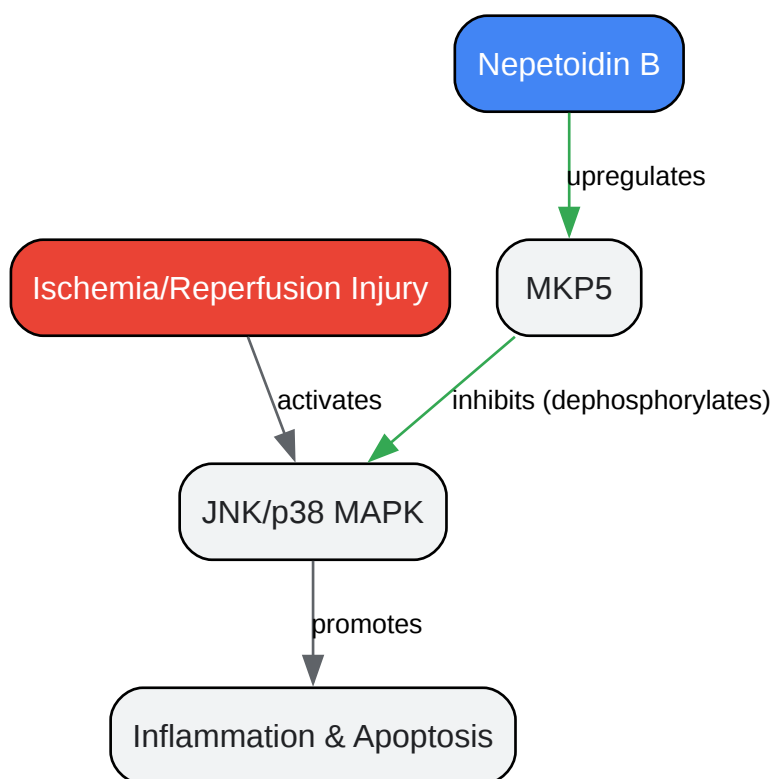 Nepetoidin B
upregulates
Ischemia/Reperfusion Injury
MKP5
activates
inhibits (dephosphorylates)
JNK/p38 MAPK
promotes
Inflammation & Apoptosis